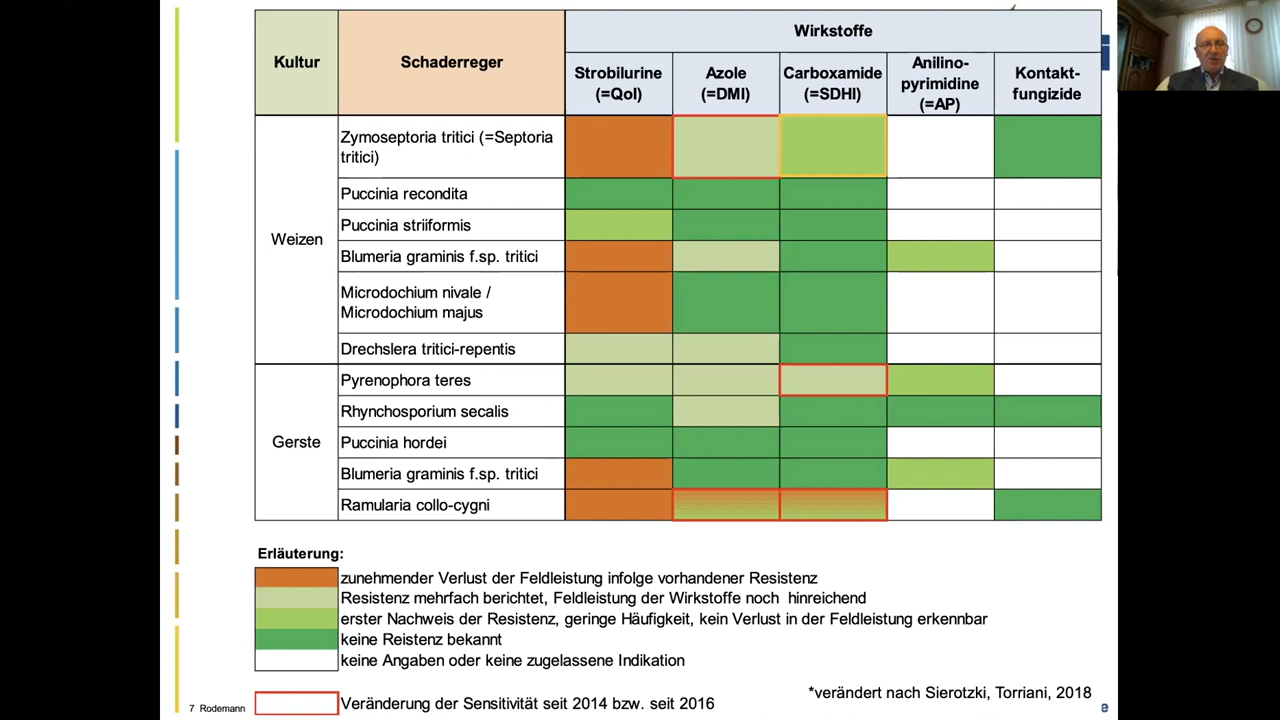 Kultur
Schaderreger
Wirkstoffe
Strobilurine
(=QoI)
Azole
(=DMI)
Carboxamide
(=SDHI)
Anilino-
pyrimidine
(=AP)
Kontakt-
fungizide
Weizen
Zymoseptoria tritici (=Septoria
tritici)
Puccinia recondita
Puccinia striiformis
Blumeria graminis f.sp. tritici
Microdochium nivale /
Microdochium majus
Drechslera tritici-repentis
Gerste
Pyrenophora teres
Rhynchosporium secalis
Puccinia hordei
Blumeria graminis f.sp. tritici
Ramularia collo-cygni
Erläuterung:
zunehmender Verlust der Feldleistung infolge vorhandener Resistenz
Resistenz mehrfach berichtet, Feldleistung der Wirkstoffe noch hinreichend
erster Nachweis der Resistenz, geringe Häufigkeit, kein Verlust in der Feldleistung erkennbar
keine Reistenz bekannt
keine Angaben oder keine zugelassene Indikation
Veränderung der Sensitivität seit 2014 bzw. seit 2016
*verändert nach Sierotzki, Torriani, 2018
7 Rodemann